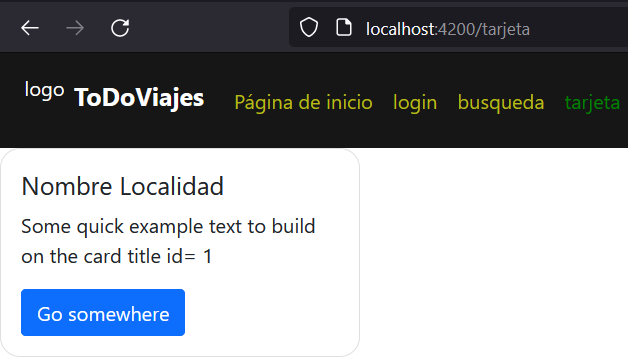 localhost:4200/tarjeta
logo ToDoViajes Página de inicio login busqueda tarjeta
Nombre Localidad
Some quick example text to build
on the card title id= 1
Go somewhere